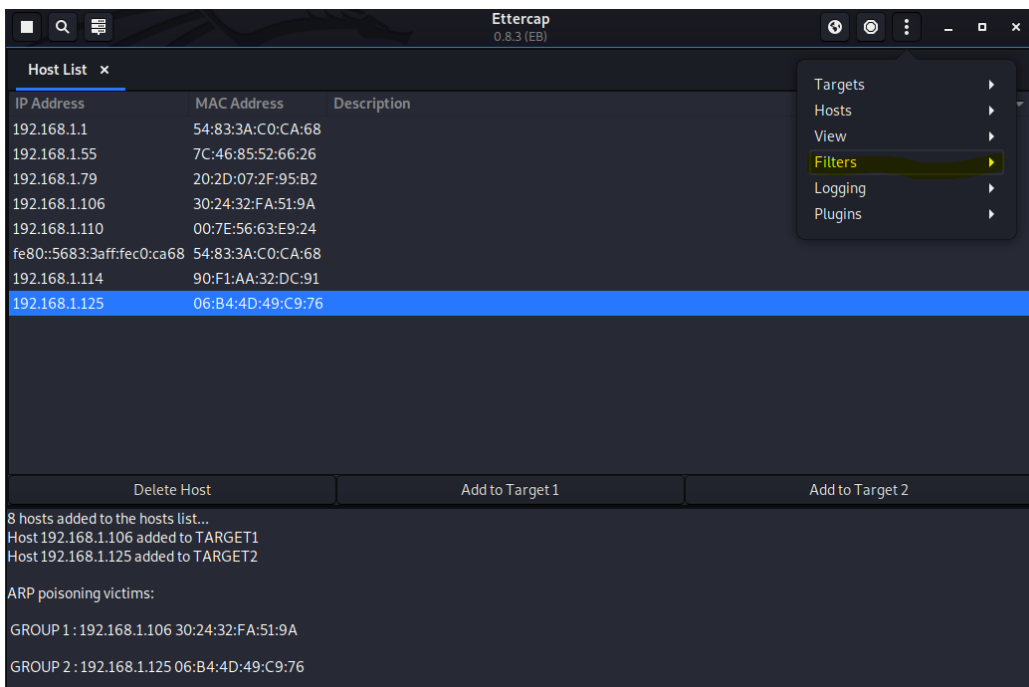 Ettercap
0.8.3 (EB)
Host List ×
IP Address MAC Address Description
192.168.1.1 54:83:3A:C0:CA:68
192.168.1.55 7C:46:85:52:66:26
192.168.1.79 20:2D:07:2F:95:B2
192.168.1.106 30:24:32:FA:51:9A
192.168.1.110 00:7E:56:63:E9:24
fe80::5683:3aff:fec0:ca68 54:83:3A:C0:CA:68
192.168.1.114 90:F1:AA:32:DC:91
192.168.1.125 06:B4:4D:49:C9:76
Targets
Hosts
View
Filters
Logging
Plugins
Delete Host Add to Target 1 Add to Target 2
8 hosts added to the hosts list...
Host 192.168.1.106 added to TARGET1
Host 192.168.1.125 added to TARGET2
ARP poisoning victims:
GROUP 1 : 192.168.1.106 30:24:32:FA:51:9A
GROUP 2 : 192.168.1.125 06:B4:4D:49:C9:76